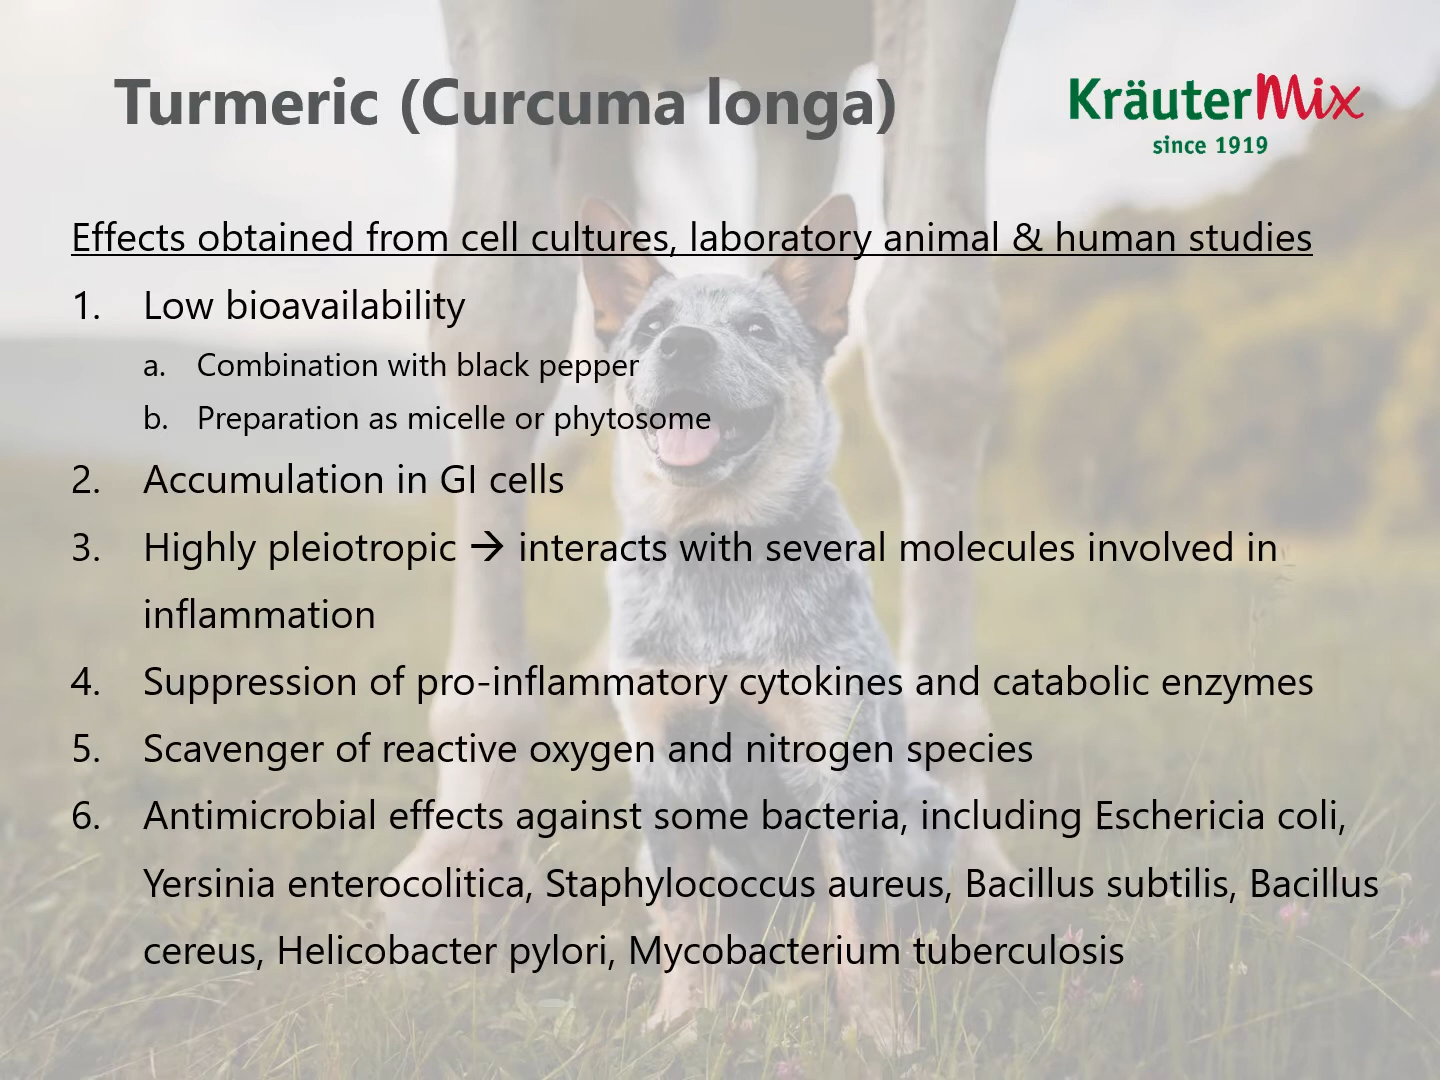 Turmeric (Curcuma longa)
KräuterMix
since 1919
Effects obtained from cell cultures, laboratory animal & human studies
1. Low bioavailability
a. Combination with black pepper
b. Preparation as micelle or phytosome
2. Accumulation in GI cells
3. Highly pleiotropic → interacts with several molecules involved in
inflammation
4. Suppression of pro-inflammatory cytokines and catabolic enzymes
5. Scavenger of reactive oxygen and nitrogen species
6. Antimicrobial effects against some bacteria, including Eschericia coli,
Yersinia enterocolitica, Staphylococcus aureus, Bacillus subtilis, Bacillus
cereus, Helicobacter pylori, Mycobacterium tuberculosis